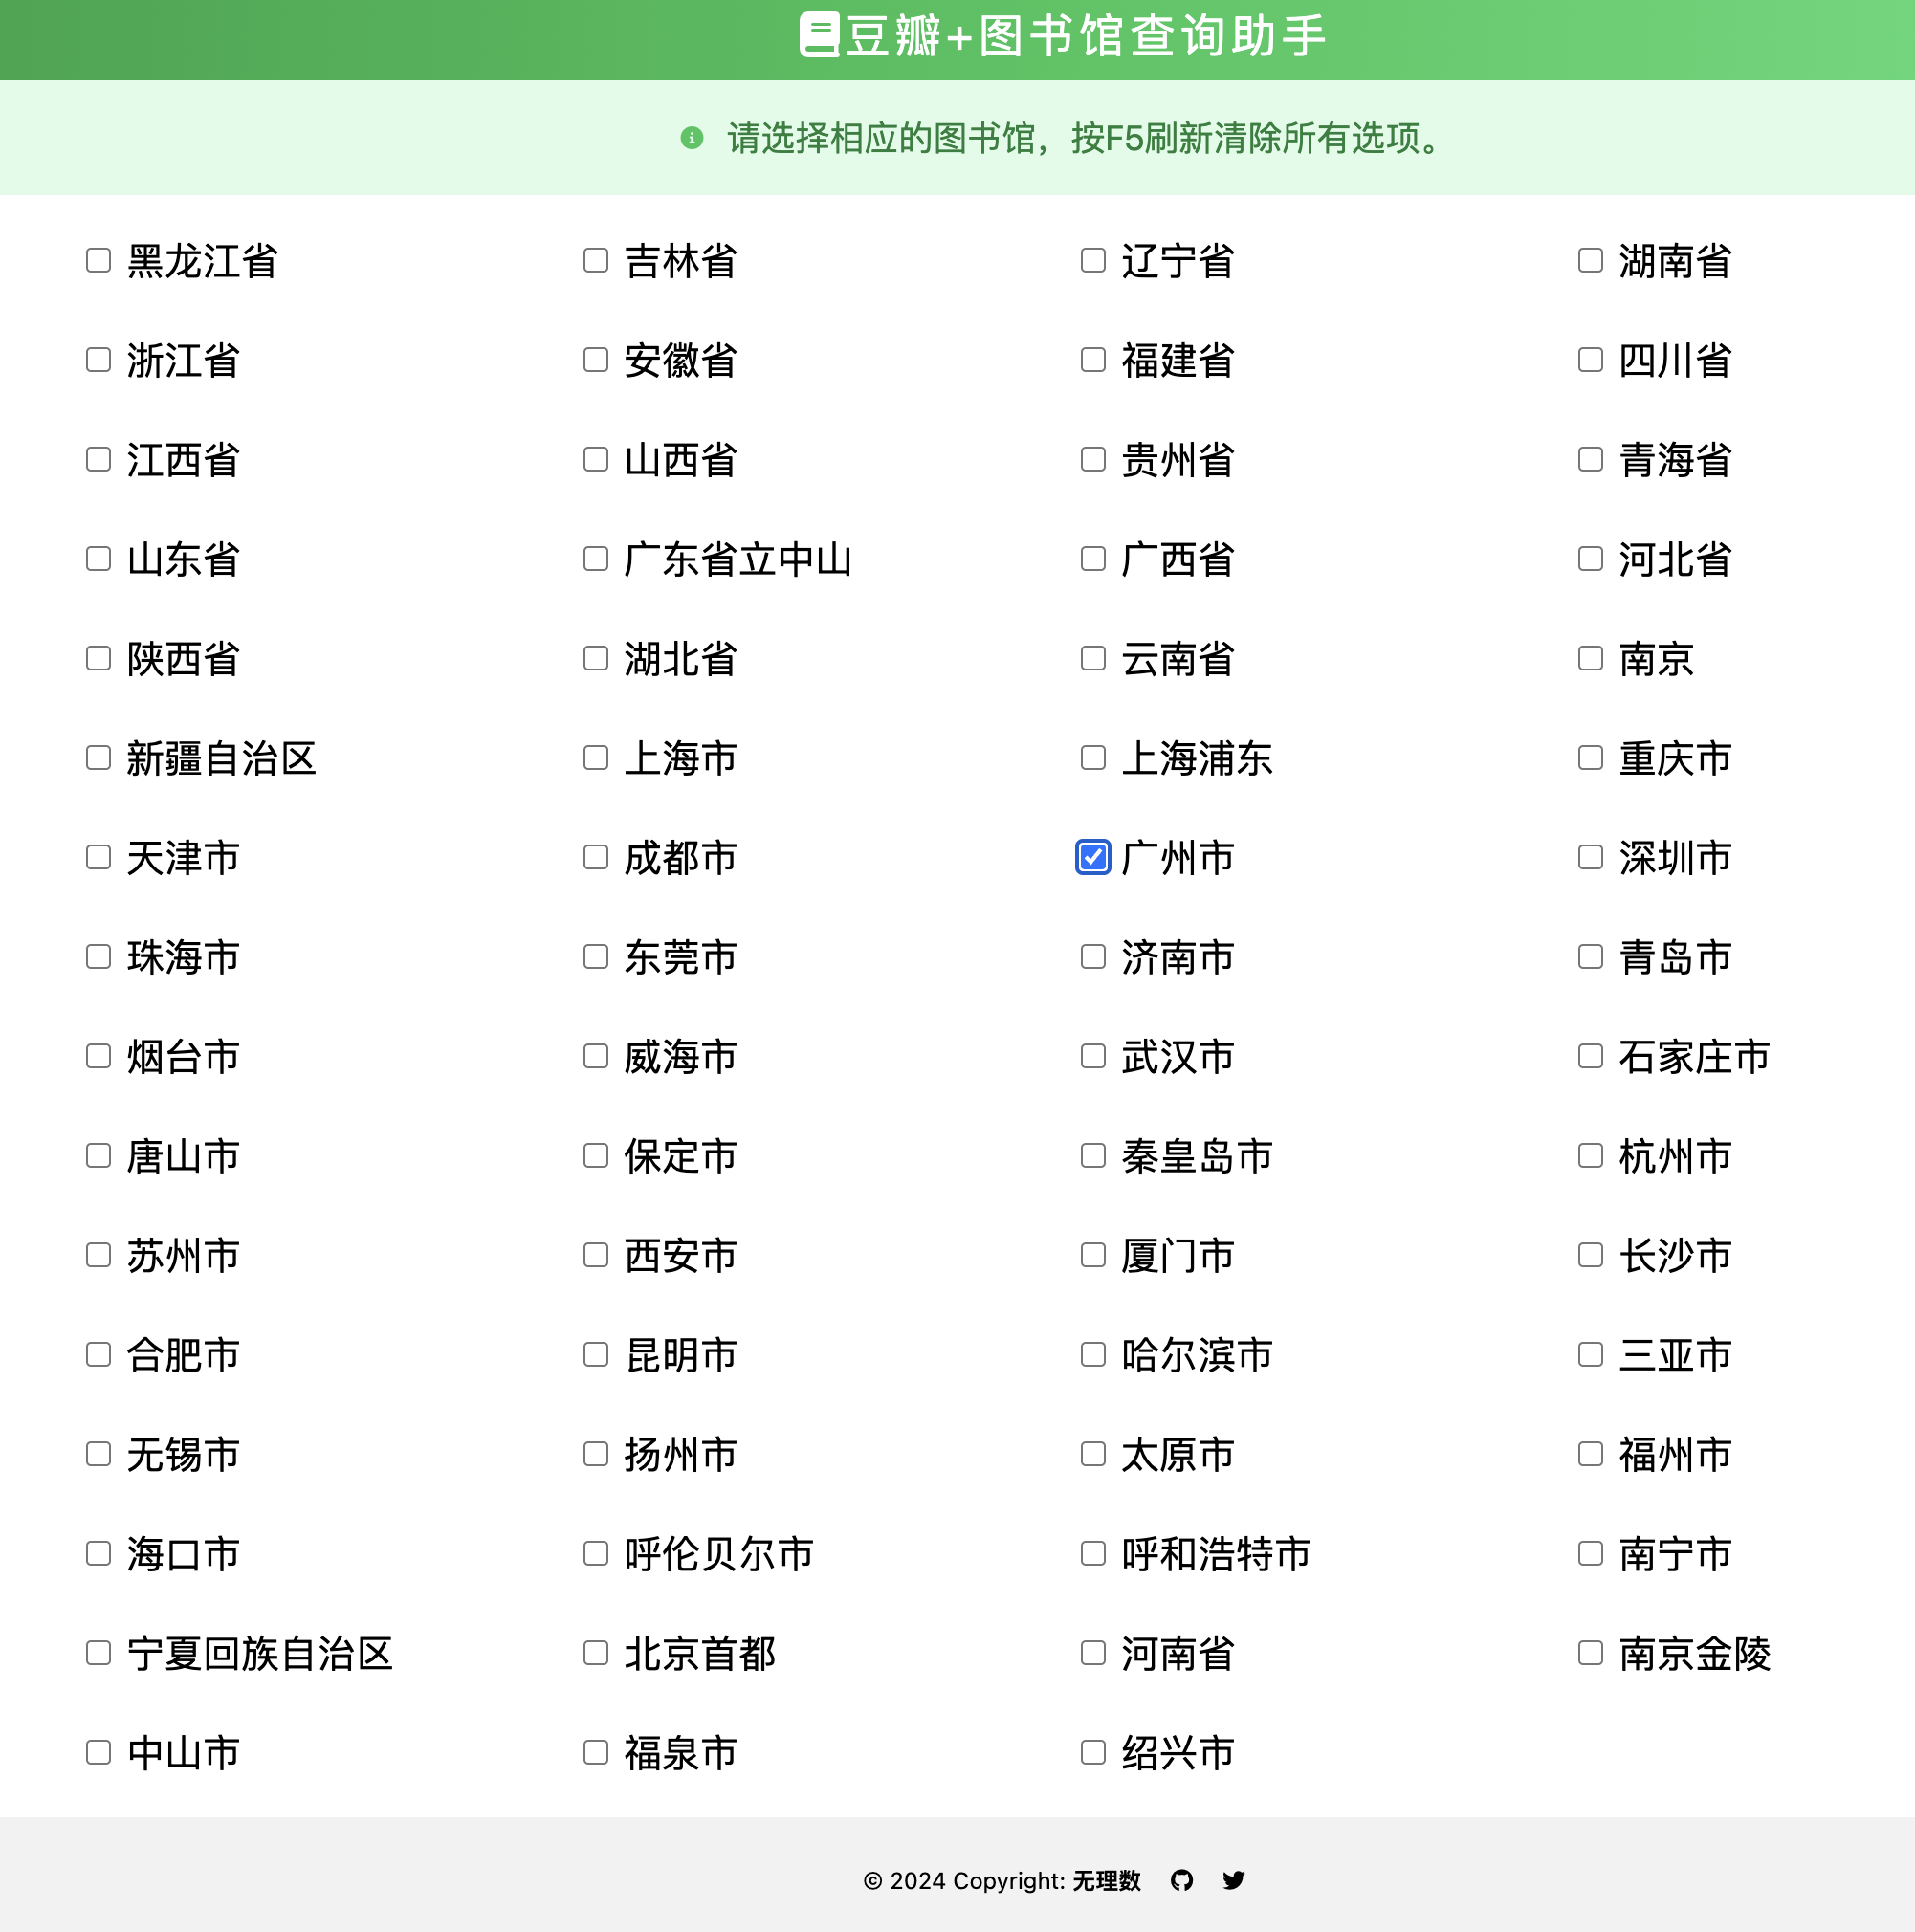 豆瓣+图书馆查询助手
请选择相应的图书馆，按F5刷新清除所有选项。
黑龙江省 吉林省 辽宁省 湖南省
浙江省 安徽省 福建省 四川省
江西省 山西省 贵州省 青海省
山东省 广东省立中山 广西省 河北省
陕西省 湖北省 云南省 南京
新疆自治区 上海市 上海浦东 重庆市
天津市 成都市 广州市 深圳市
珠海市 东莞市 济南市 青岛市
烟台市 威海市 武汉市 石家庄市
唐山市 保定市 秦皇岛市 杭州市
苏州市 西安市 厦门市 长沙市
合肥市 昆明市 哈尔滨市 三亚市
无锡市 扬州市 太原市 福州市
海口市 呼伦贝尔市 呼和浩特市 南宁市
宁夏回族自治区 北京首都 河南省 南京金陵
中山市 福泉市 绍兴市
© 2024 Copyright: 无理数